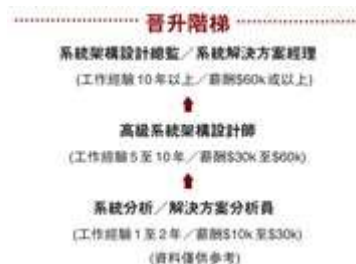 晉升階梯
系統架構設計總監／系統解決方案經理
(工作經驗10年以上／薪酬$60k或以上)
高級系統架構設計師
(工作經驗5至10年／薪酬$30k至$60k)
系統分析／解決方案分析員
(工作經驗1至2年／薪酬$10k至$30k)
(資料僅供參考)